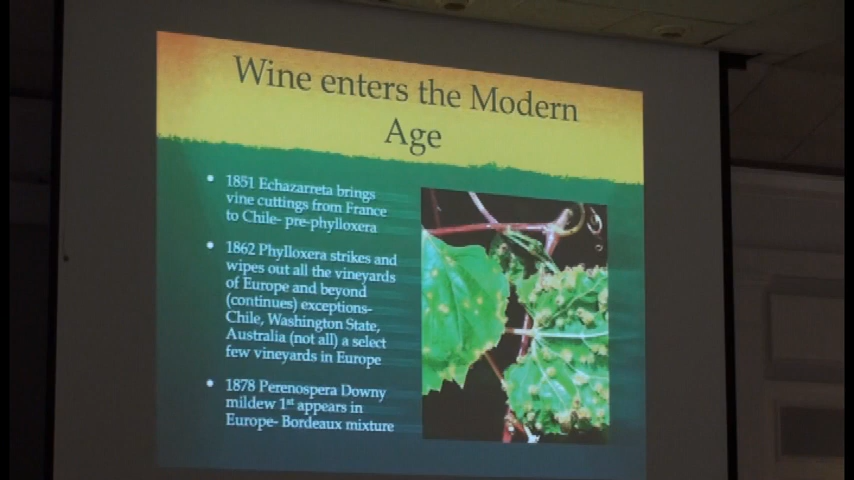 Wine enters the Modern
Age
• 1851 Echazarreta brings
vine cuttings from France
to Chile- pre-phylloxera
• 1862 Phylloxera strikes and
wipes out all the vineyards
of Europe and beyond
(continues) exceptions-
Chile, Washington State,
Australia (not all) a select
few vineyards in Europe
• 1878 Perenospera Downy
mildew 1st appears in
Europe- Bordeaux mixture